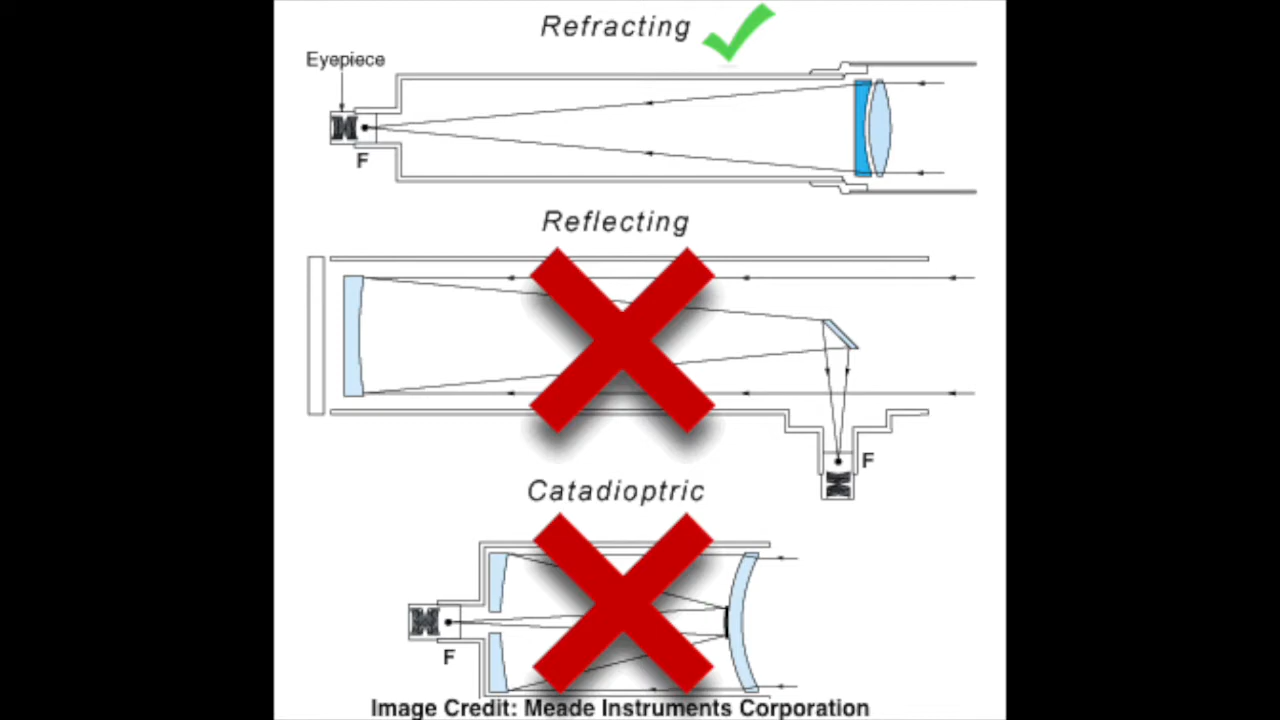 Refracting
Eyepiece
F
Reflecting
F
Catadioptric
F
Image Credit: Meade Instruments Corporation